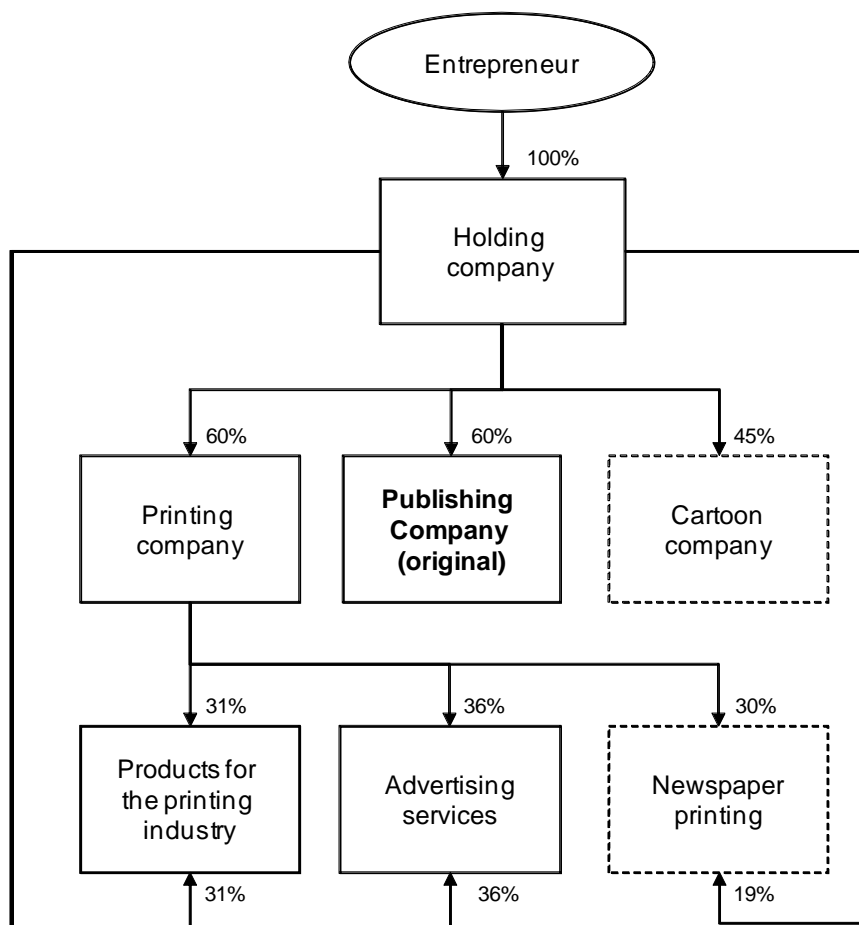 Entrepreneur
100%
Holding
company
60%
60%
45%
Printing
company
Publishing
Company
(original)
Cartoon
company
31%
36%
30%
Products for
the printing
industry
Advertising
services
Newspaper
printing
31%
36%
19%